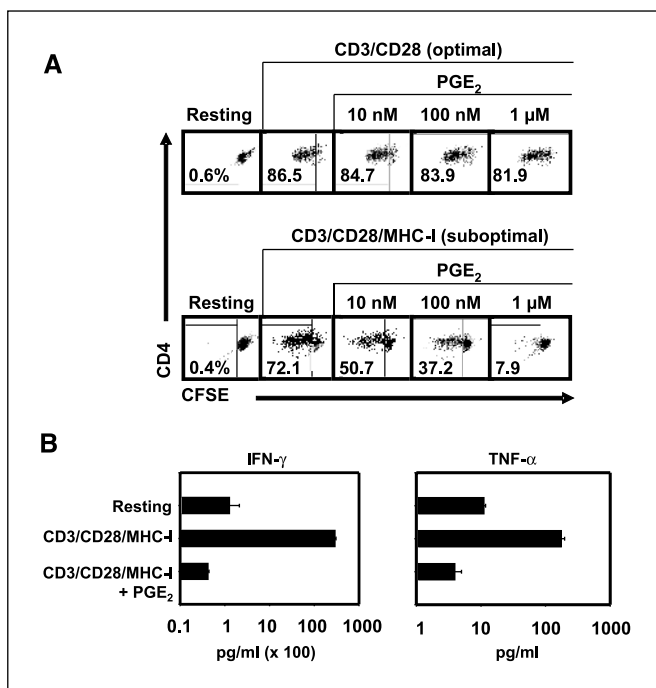 A
CD3/CD28 (optimal)
PGE₂
Resting 10 nM 100 nM 1 µM
0.6% 86.5 84.7 83.9 81.9
CD3/CD28/MHC-I (suboptimal)
PGE₂
Resting 10 nM 100 nM 1 µM
0.4% 72.1 50.7 37.2 7.9
CD4
CFSE
B
IFN-γ TNF-α
Resting
CD3/CD28/MHC-I
CD3/CD28/MHC-I
+ PGE₂
0.1 1 10 100 1000 1 10 100 1000
pg/ml (x 100) pg/ml